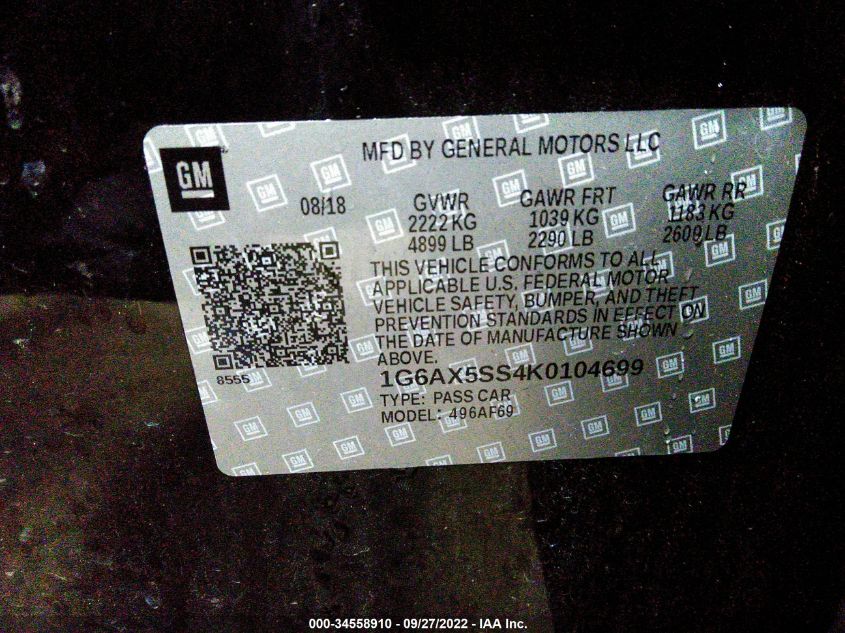 MFD BY GENERAL MOTORS LLC
GM
08/18
GVWR GAWR FRT GAWR RR
2222 KG 1039 KG 1183 KG
4899 LB 2290 LB 2609 LB
THIS VEHICLE CONFORMS TO ALL
APPLICABLE U.S. FEDERAL MOTOR
VEHICLE SAFETY, BUMPER, AND THEFT
PREVENTION STANDARDS IN EFFECT ON
THE DATE OF MANUFACTURE SHOWN
ABOVE.
8555
1G6AX5SS4K0104699
TYPE: PASS CAR
MODEL: 496AF69
000-34558910 - 09/27/2022 - IAA Inc.